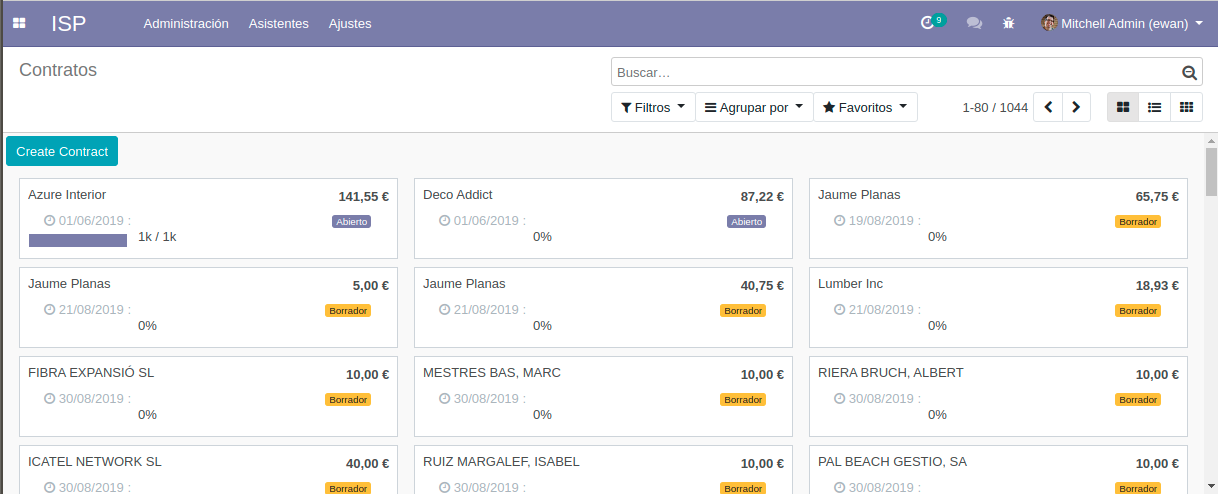 ISP Administración Asistentes Ajustes 9 Mitchell Admin (ewan)
Contratos Buscar...
Filtros Agrupar por Favoritos 1-80 / 1044
Create Contract
Azure Interior 141,55 €
01/06/2019 : Abierto
1k / 1k
Deco Addict 87,22 €
01/06/2019 : Abierto
0%
Jaume Planas 65,75 €
19/08/2019 : Borrador
0%
Jaume Planas 5,00 €
21/08/2019 : Borrador
0%
Jaume Planas 40,75 €
21/08/2019 : Borrador
0%
Lumber Inc 18,93 €
21/08/2019 : Borrador
0%
FIBRA EXPANSIÓ SL 10,00 €
30/08/2019 : Borrador
0%
MESTRES BAS, MARC 10,00 €
30/08/2019 : Borrador
0%
RIERA BRUCH, ALBERT 10,00 €
30/08/2019 : Borrador
0%
ICATEL NETWORK SL 40,00 €
30/08/2019 : Borrador
RUIZ MARGALEF, ISABEL 10,00 €
30/08/2019 : Borrador
PAL BEACH GESTIO, SA 10,00 €
30/08/2019 : Borrador